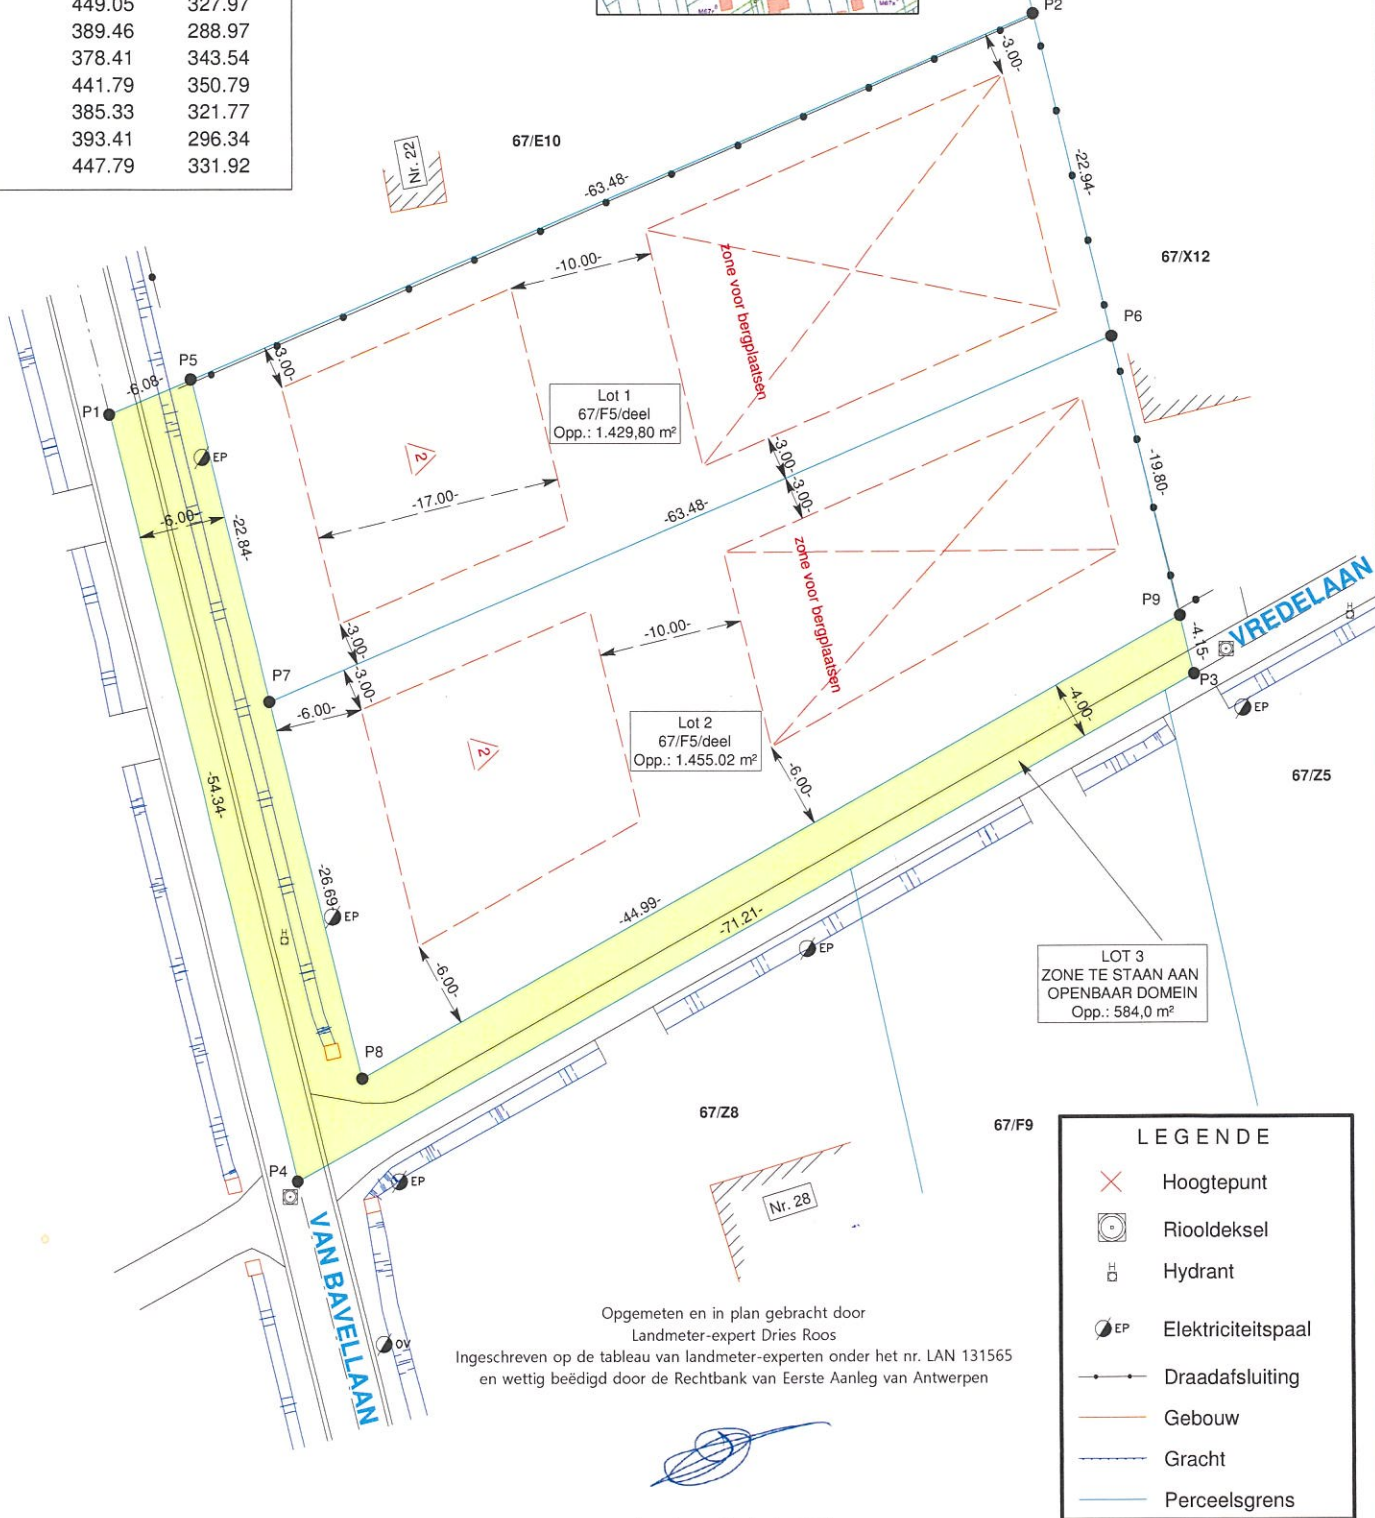 449.05 327.97
389.46 288.97
378.41 343.54
441.79 350.79
385.33 321.77
393.41 296.34
447.79 331.92
P2
-3.00-
67/E10
Nr. 22
-63.48-
-22.94-
67/X12
-10.00-
zone voor bergplaatsen
P6
P5
-3.00-
-6.08-
P1
Lot 1
67/F5/deel
Opp.: 1.429,80 m²
EP
2
-3.00-
-3.00-
-17.00-
-63.48-
-19.80-
-6.00-
-22.84-
zone voor bergplaatsen
P9
VREDELAAN
H
-4.15-
-3.00-
-10.00-
P3
-3.00-
P7
-6.00-
-4.00-
EP
Lot 2
67/F5/deel
Opp.: 1.455.02 m²
2
-6.00-
67/Z5
-54.34-
-26.69-
EP
H
-44.99-
-71.21-
EP
-6.00-
LOT 3
ZONE TE STAAN AAN
OPENBAAR DOMEIN
Opp.: 584,0 m²
P8
67/Z8
67/F9
P4
EP
Nr. 28
VAN BAVELLAAN
OV
LEGENDE
Hoogtepunt
Riooldeksel
H
Hydrant
EP
Elektriciteitspaal
Draadafsluiting
Gebouw
Gracht
Perceelsgrens
Opgemeten en in plan gebracht door
Landmeter-expert Dries Roos
Ingeschreven op de tableau van landmeter-experten onder het nr. LAN 131565
en wettig beëdigd door de Rechtbank van Eerste Aanleg van Antwerpen